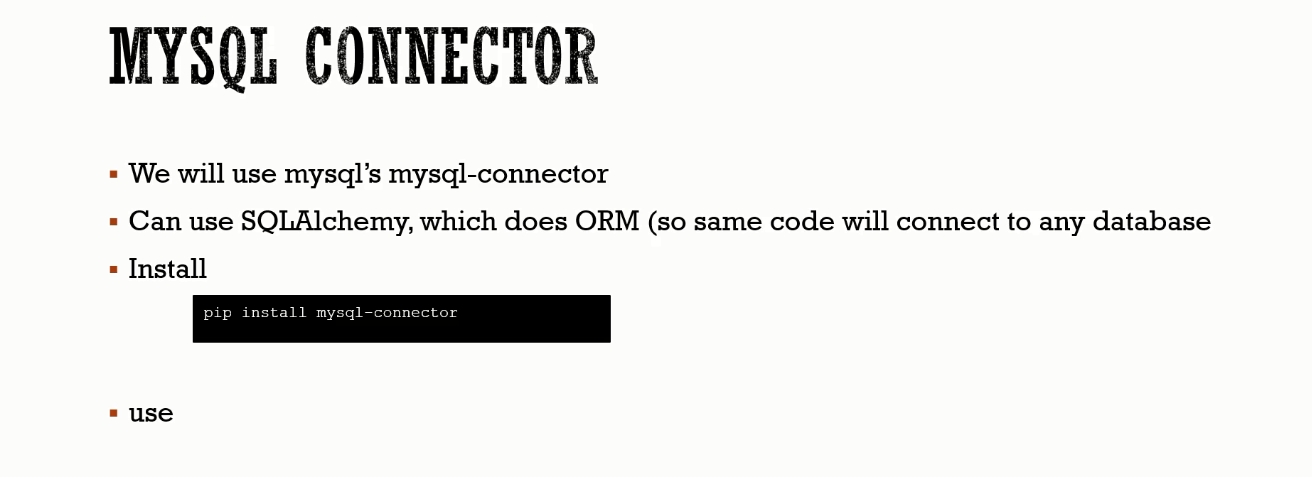 MYSQL CONNECTOR
▪ We will use mysql’s mysql-connector
▪ Can use SQLAlchemy, which does ORM (so same code will connect to any database
▪ Install
pip install mysql-connector
▪ use